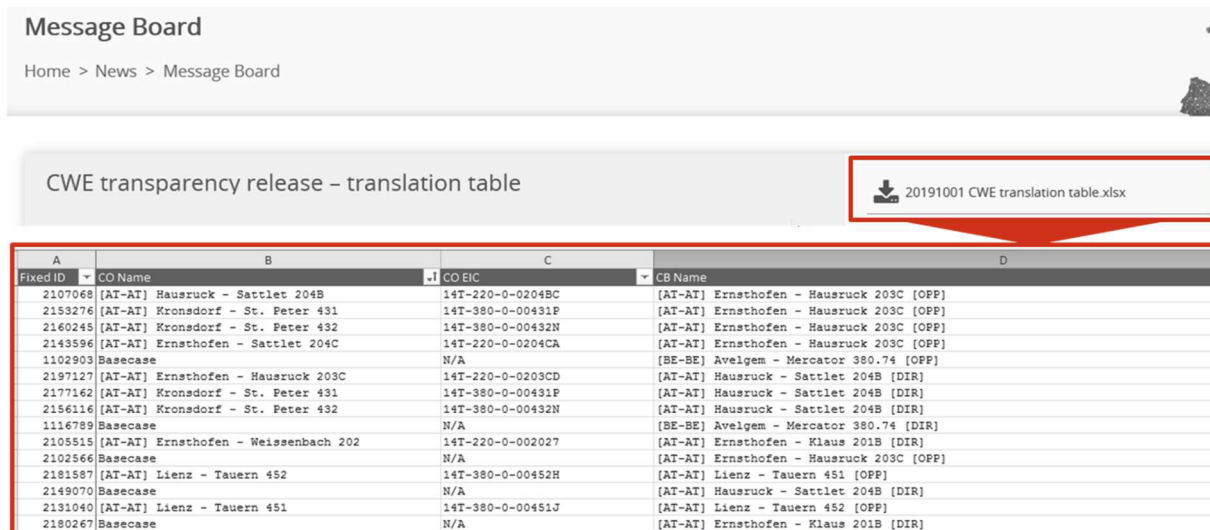 Message Board
Home > News > Message Board
CWE transparency release – translation table
20191001 CWE translation table.xlsx
A B C D
Fixed ID CO Name CO EIC CB Name
2107068 [AT-AT] Hausruck - Sattlet 204B 14T-220-0-0204BC [AT-AT] Ernsthofen - Hausruck 203C [OPP]
2153276 [AT-AT] Kronsdorf - St. Peter 431 14T-380-0-00431P [AT-AT] Ernsthofen - Hausruck 203C [OPP]
2160245 [AT-AT] Kronsdorf - St. Peter 432 14T-380-0-00432N [AT-AT] Ernsthofen - Hausruck 203C [OPP]
2143596 [AT-AT] Ernsthofen - Sattlet 204C 14T-220-0-0204CA [AT-AT] Ernsthofen - Hausruck 203C [OPP]
1102903 Basecase N/A [BE-BE] Avelgem - Mercator 380.74 [OPP]
2197127 [AT-AT] Ernsthofen - Hausruck 203C 14T-220-0-0203CD [AT-AT] Hausruck - Sattlet 204B [DIR]
2177162 [AT-AT] Kronsdorf - St. Peter 431 14T-380-0-00431P [AT-AT] Hausruck - Sattlet 204B [DIR]
2156116 [AT-AT] Kronsdorf - St. Peter 432 14T-380-0-00432N [AT-AT] Hausruck - Sattlet 204B [DIR]
1116789 Basecase N/A [BE-BE] Avelgem - Mercator 380.74 [DIR]
2105515 [AT-AT] Ernsthofen - Weissenbach 202 14T-220-0-002027 [AT-AT] Ernsthofen - Klaus 201B [DIR]
2102566 Basecase N/A [AT-AT] Ernsthofen - Hausruck 203C [OPP]
2181587 [AT-AT] Lienz - Tauern 452 14T-380-0-00452H [AT-AT] Lienz - Tauern 451 [OPP]
2149070 Basecase N/A [AT-AT] Hausruck - Sattlet 204B [DIR]
2131040 [AT-AT] Lienz - Tauern 451 14T-380-0-00451J [AT-AT] Lienz - Tauern 452 [OPP]
2180267 Basecase N/A [AT-AT] Ernsthofen - Klaus 201B [DIR]